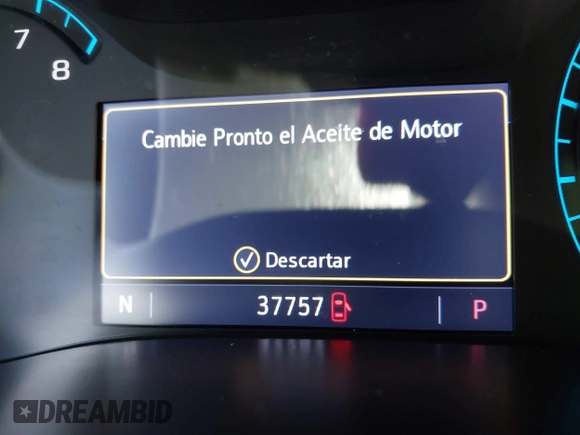 7
8
Cambie Pronto el Aceite de Motor
Descartar
N 37757 P
DREAMBID